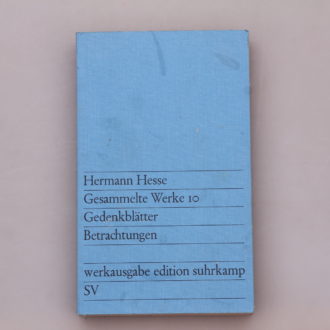 Hermann Hesse
Gesammelte Werke 10
Gedenkblätter
Betrachtungen
werkausgabe edition suhrkamp
SV